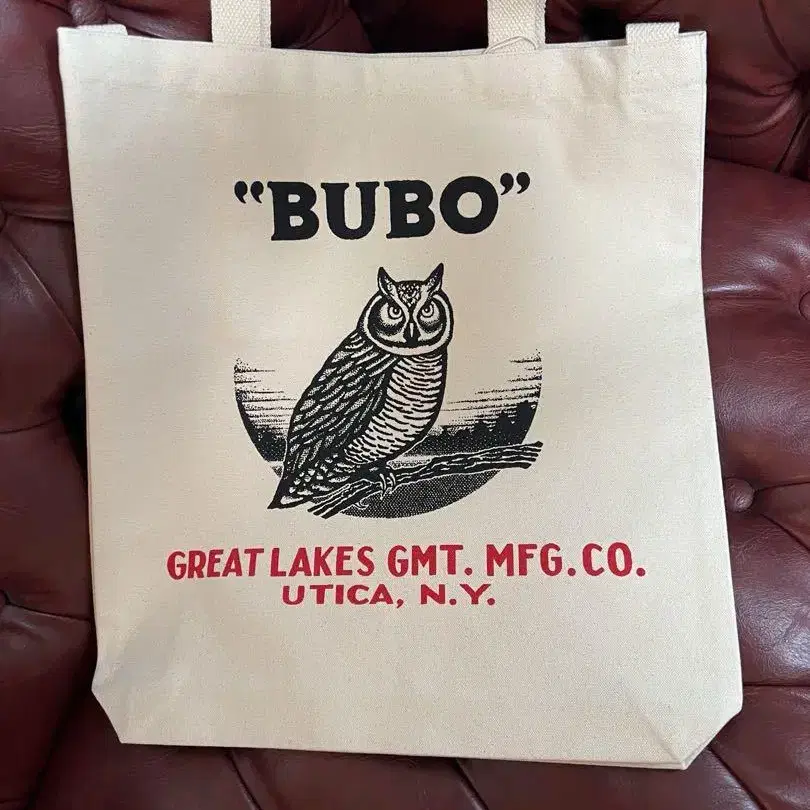 “BUBO”
GREAT LAKES GMT. MFG. CO.
UTICA, N.Y.